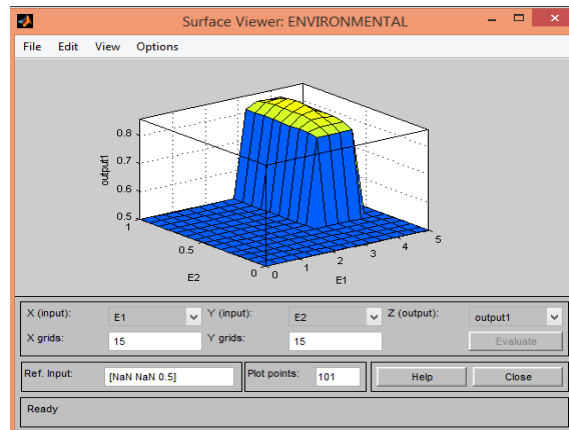 Surface Viewer: ENVIRONMENTAL
File Edit View Options
0.8
0.7
0.6
0.5
output1
1
0.5
0
E2
0
1
2
3
4
5
E1
X (input): E1 Y (input): E2 Z (output): output1
X grids: 15 Y grids: 15 Evaluate
Ref. Input: [NaN NaN 0.5] Plot points: 101 Help Close
Ready